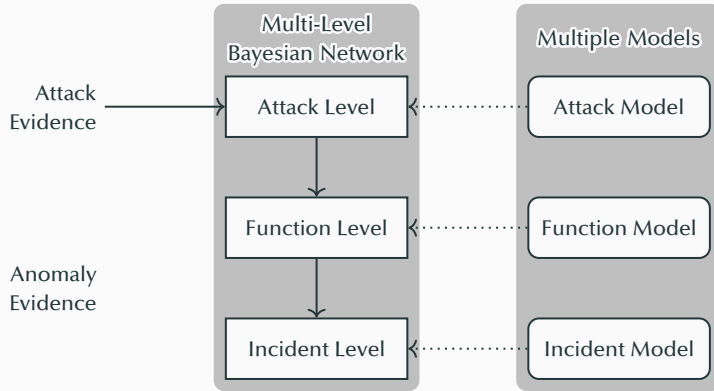 Multi-Level
Bayesian Network
Multiple Models
Attack
Evidence
Attack Level
Attack Model
Function Level
Function Model
Anomaly
Evidence
Incident Level
Incident Model